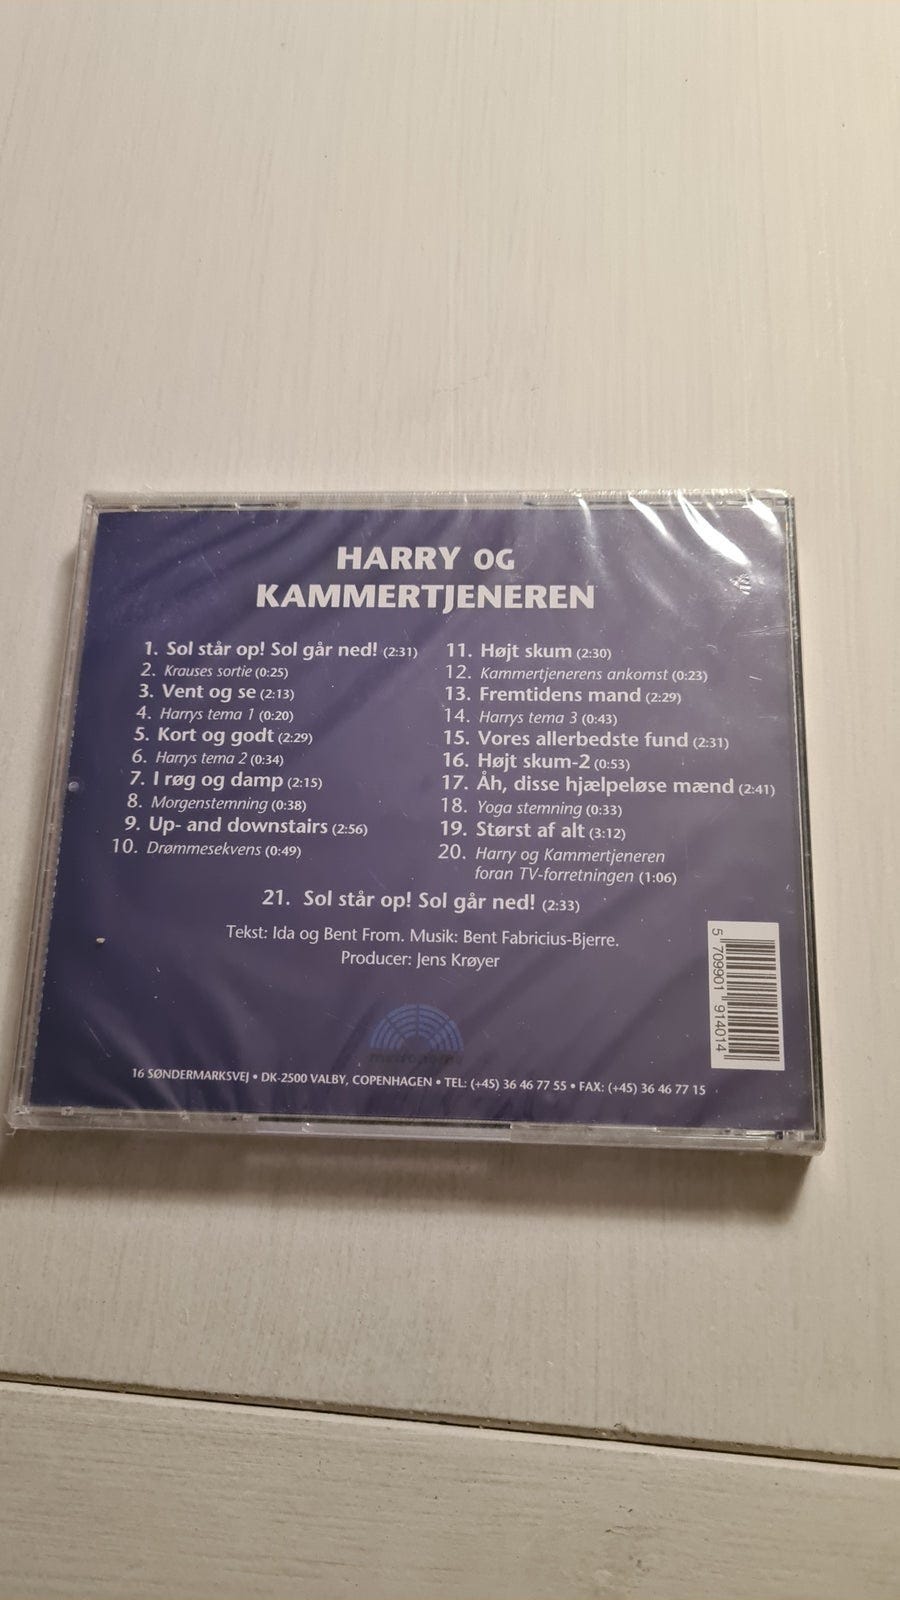 HARRY OG
KAMMERTJENEREN
1. Sol står op! Sol går ned! (2:31)
2. Krauses sortie (0:25)
3. Vent og se (2:13)
4. Harrys tema 1 (0:20)
5. Kort og godt (2:29)
6. Harrys tema 2 (0:34)
7. I røg og damp (2:15)
8. Morgenstemning (0:38)
9. Up- and downstairs (2:56)
10. Drømmesekvens (0:49)
11. Højt skum (2:30)
12. Kammertjenerens ankomst (0:23)
13. Fremtidens mand (2:29)
14. Harrys tema 3 (0:43)
15. Vores allerbedste fund (2:31)
16. Højt skum-2 (0:53)
17. Åh, disse hjælpeløse mænd (2:41)
18. Yoga stemning (0:33)
19. Størst af alt (3:12)
20. Harry og Kammertjeneren
foran TV-forretningen (1:06)
21. Sol står op! Sol går ned! (2:33)
Tekst: Ida og Bent From. Musik: Bent Fabricius-Bjerre.
Producer: Jens Krøyer
5 709901 914014
16 SØNDERMARKSVEJ • DK-2500 VALBY, COPENHAGEN • TEL: (+45) 36 46 77 55 • FAX: (+45) 36 46 77 15